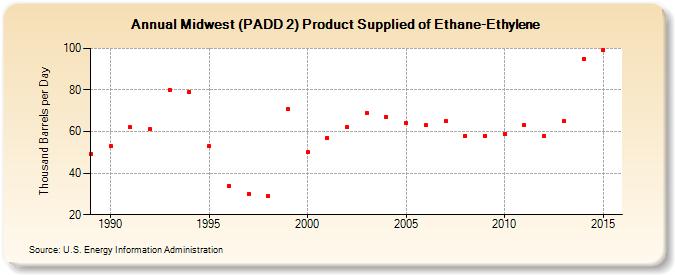 Annual Midwest (PADD 2) Product Supplied of Ethane-Ethylene
Thousand Barrels per Day
100
80
60
40
20
1990 1995 2000 2005 2010 2015
Source: U.S. Energy Information Administration